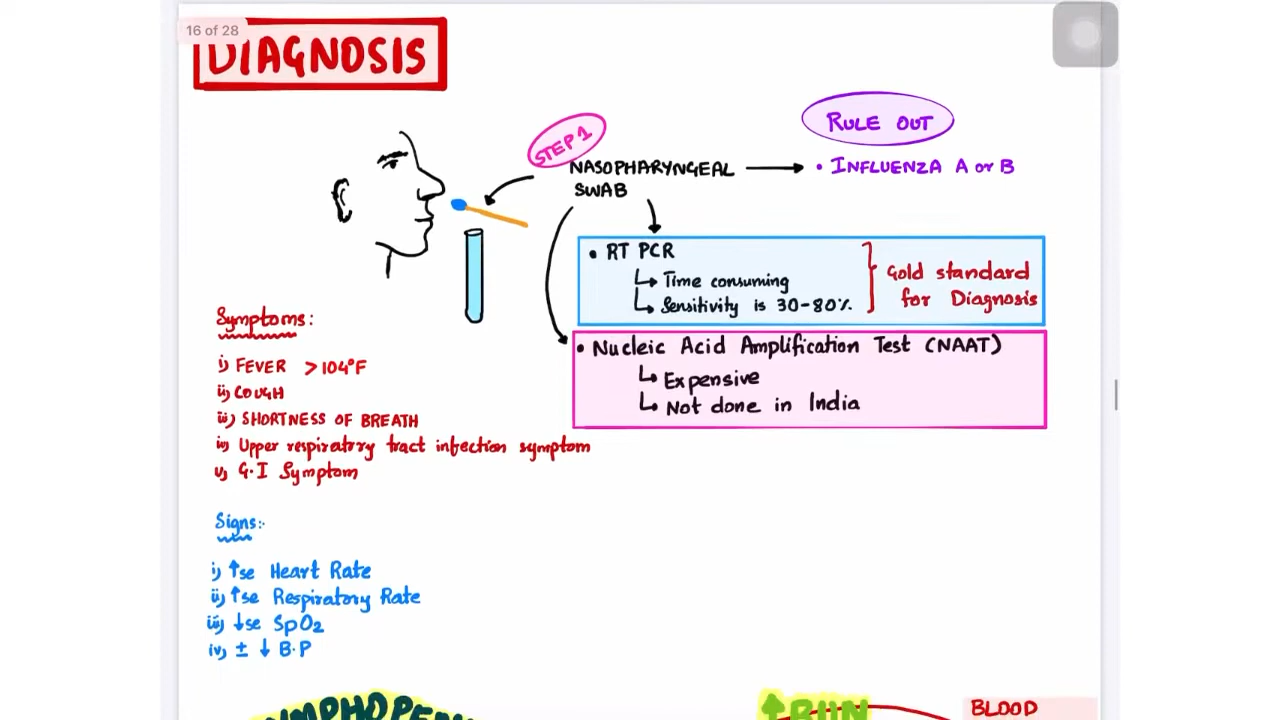 16 of 28
DIAGNOSIS
STEP 1
RULE OUT
NASOPHARYNGEAL
SWAB
• INFLUENZA A or B
• RT PCR
Time consuming
Sensitivity is 30-80%.
Gold standard
for Diagnosis
• Nucleic Acid Amplification Test (NAAT)
Expensive
Not done in India
Symptoms:
i) FEVER >104°F
ii) COUGH
iii) SHORTNESS OF BREATH
iv) Upper respiratory tract infection symptom
v) G.I Symptom
Signs:-
i) ↑se Heart Rate
ii) ↑se Respiratory Rate
iii) ↓se SpO2
iv) ± ↓ B.P
↑BUN
BLOOD